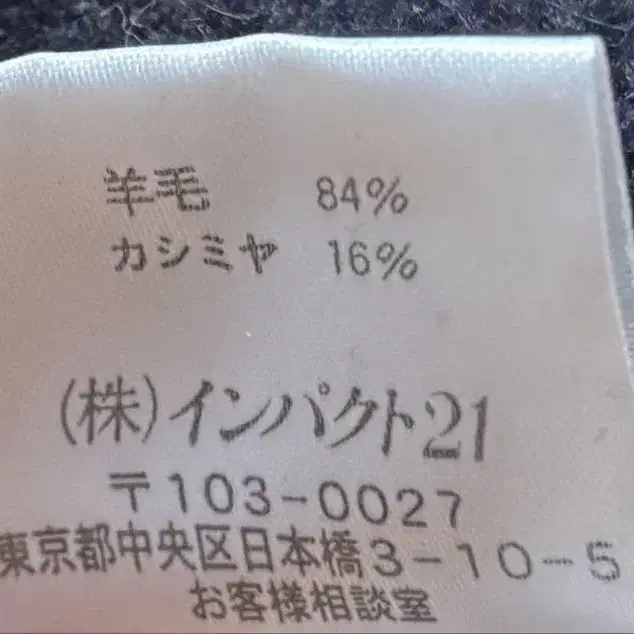 羊毛 84%
カシミヤ 16%
(株)インパクト21
〒103-0027
東京都中央区日本橋3-10-5
お客様相談室